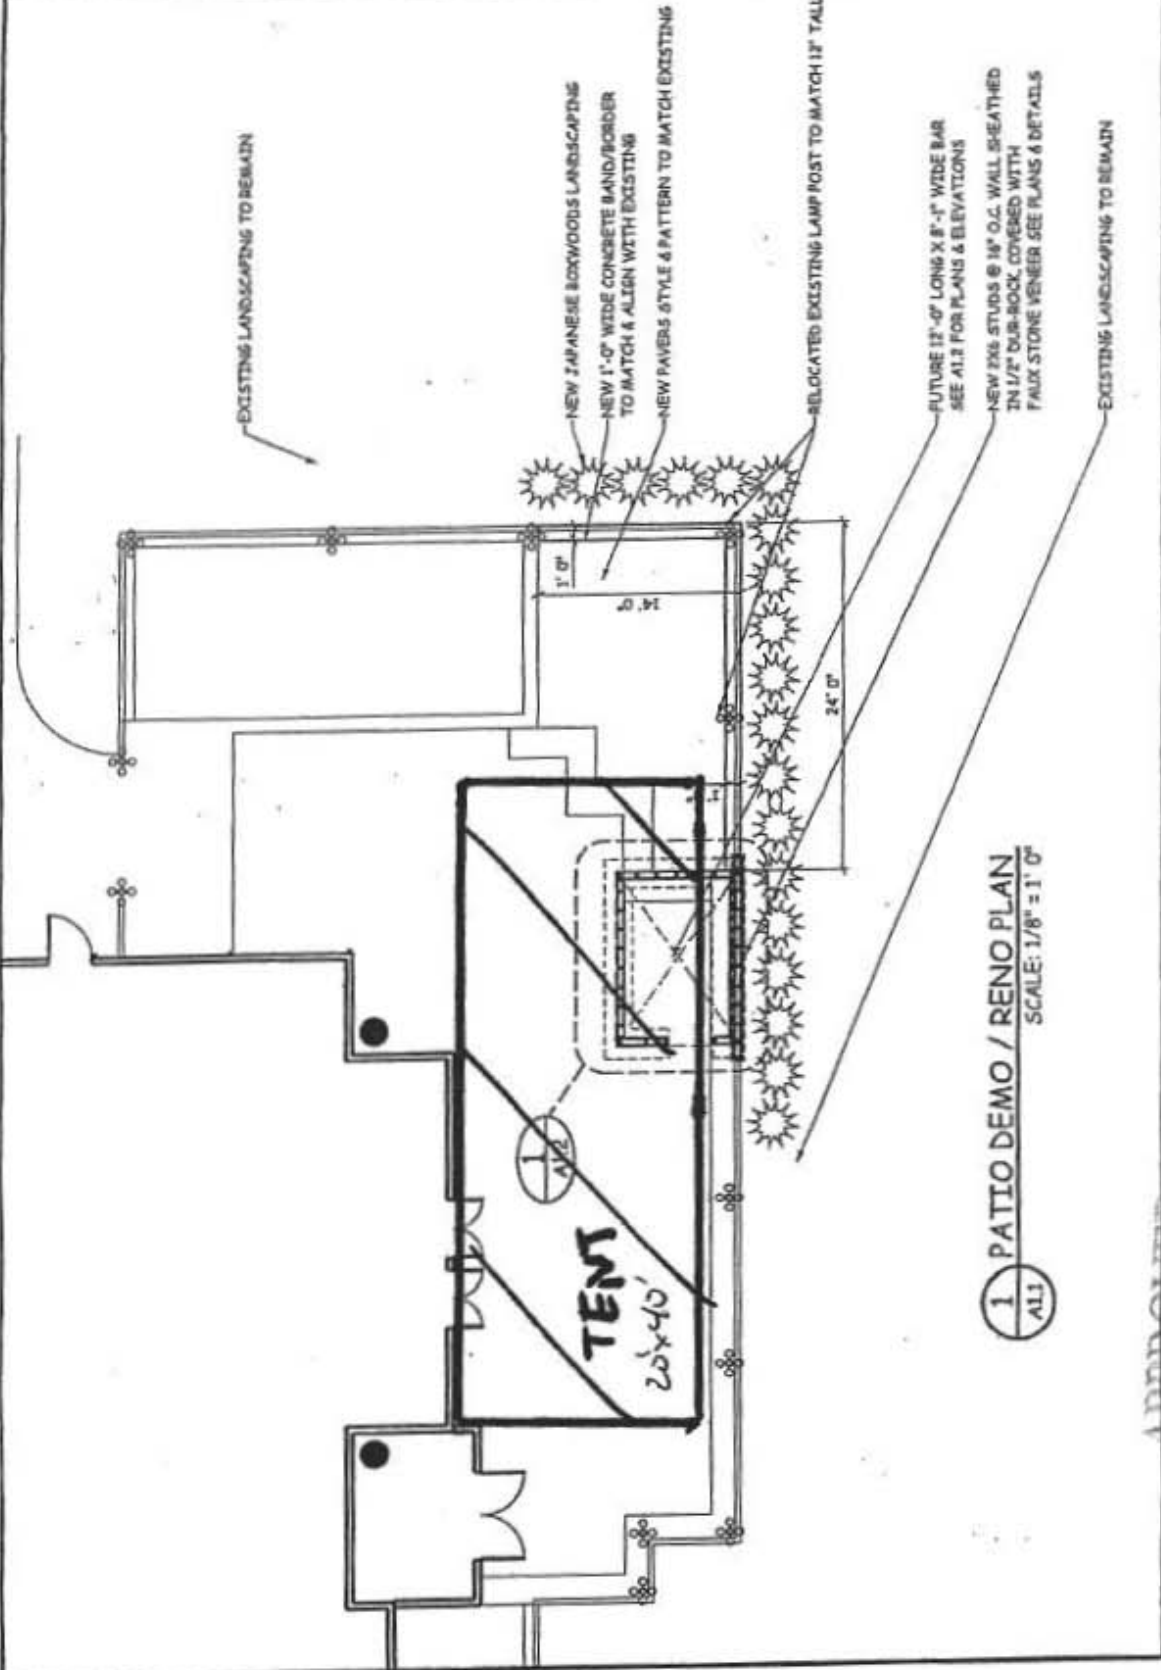 EXISTING LANDSCAPING TO REMAIN
NEW JAPANESE BOXWOODS LANDSCAPING
NEW 1'-0" WIDE CONCRETE BAND/BORDER
TO MATCH & ALIGN WITH EXISTING
NEW PAVERS STYLE & PATTERN TO MATCH EXISTING
RELOCATED EXISTING LAMP POST TO MATCH 12' TALL
FUTURE 12'-0" LONG X 8'-1" WIDE BAR
SEE A1.2 FOR PLANS & ELEVATIONS
NEW 2X6 STUDS @ 16" O.C. WALL SHEATHED
IN 1/2" DUR-ROCK, COVERED WITH
FAUX STONE VENEER SEE PLANS & DETAILS
EXISTING LANDSCAPING TO REMAIN
1' 0"
14' 0"
24' 0"
1
A1.2
TENT
20'x40'
1
A1.1
PATIO DEMO / RENO PLAN
SCALE: 1/8" = 1' 0"